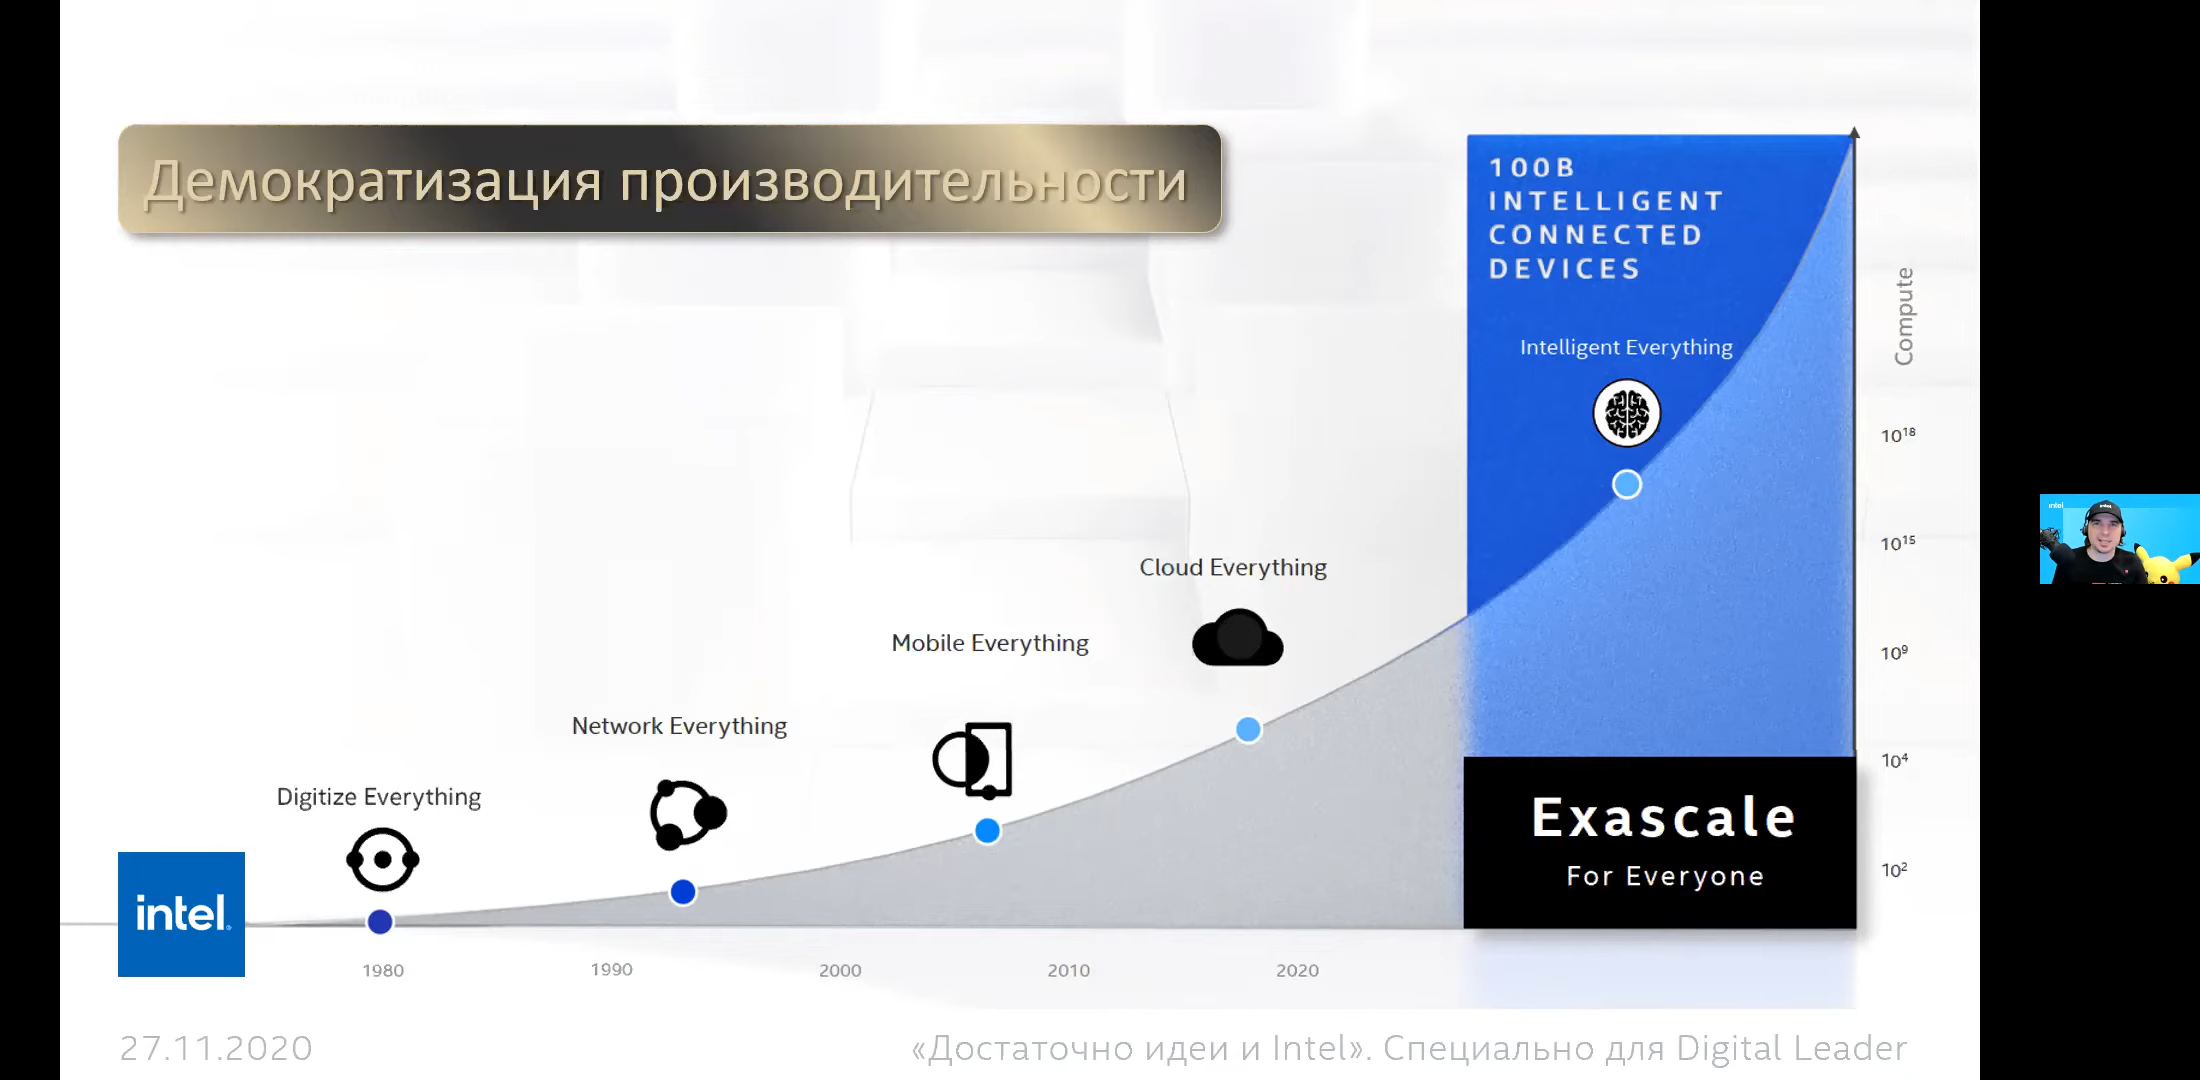 Демократизация производительности
100B
INTELLIGENT
CONNECTED
DEVICES
Intelligent Everything
Compute
10¹⁸
10¹⁵
10⁹
10⁴
10²
Cloud Everything
Mobile Everything
Network Everything
Digitize Everything
Exascale
For Everyone
intel.
1980
1990
2000
2010
2020
27.11.2020
«Достаточно идеи и Intel». Специально для Digital Leader
intel
intel